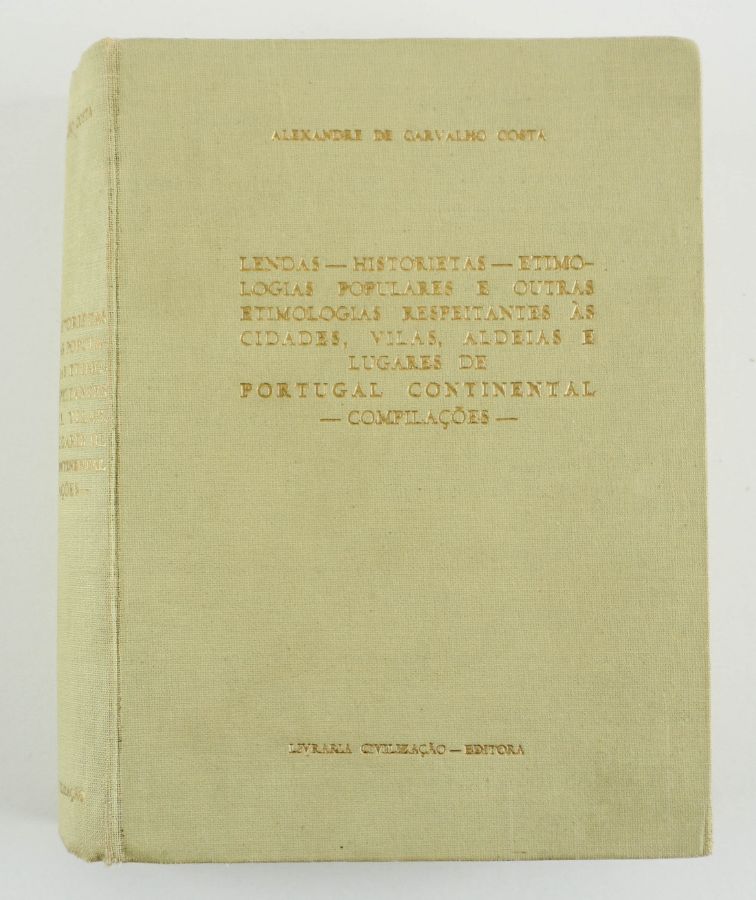 ALEXANDRE DE CARVALHO COSTA
LENDAS — HISTORIETAS — ETIMO-
LOGIAS POPULARES E OUTRAS
ETIMOLOGIAS RESPEITANTES ÀS
CIDADES, VILAS, ALDEIAS E
LUGARES DE
PORTUGAL CONTINENTAL
— COMPILAÇÕES —
LIVRARIA CIVILIZAÇÃO — EDITORA
COSTA